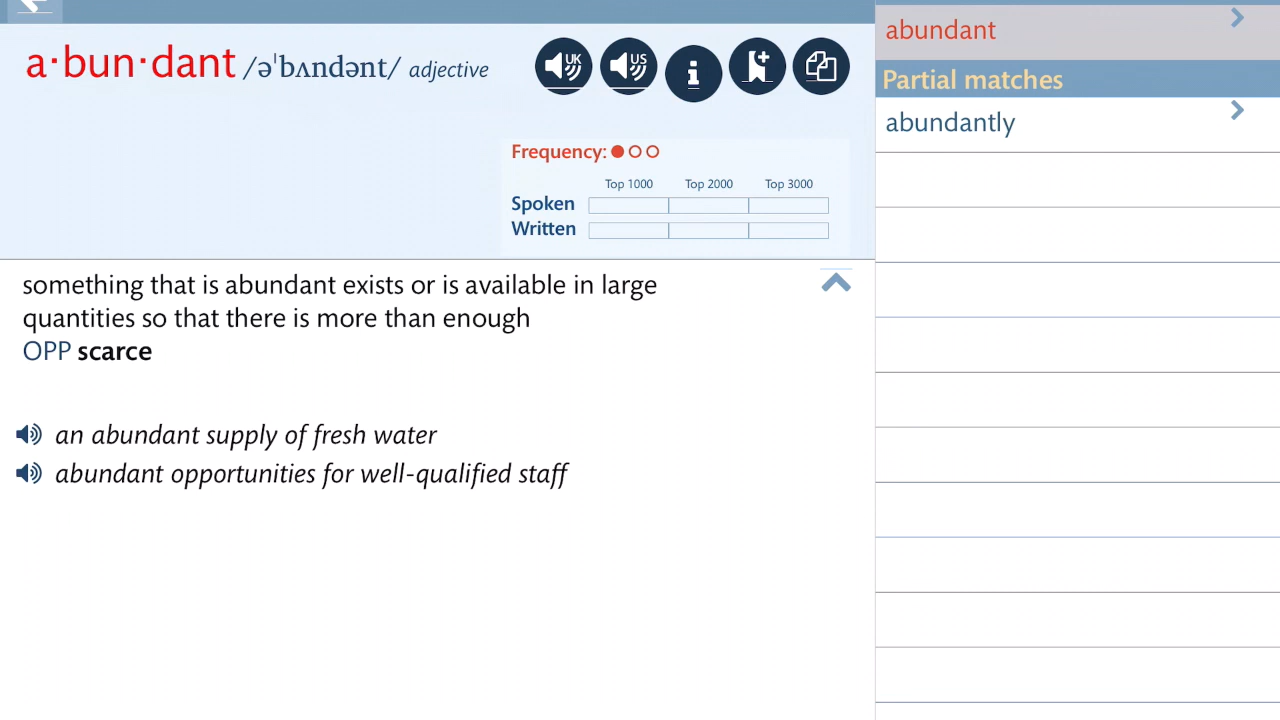 a·bun·dant /əˈbʌndənt/ adjective
UK
US
i
Frequency:
Top 1000 Top 2000 Top 3000
Spoken
Written
something that is abundant exists or is available in large
quantities so that there is more than enough
OPP scarce
an abundant supply of fresh water
abundant opportunities for well-qualified staff
abundant
Partial matches
abundantly